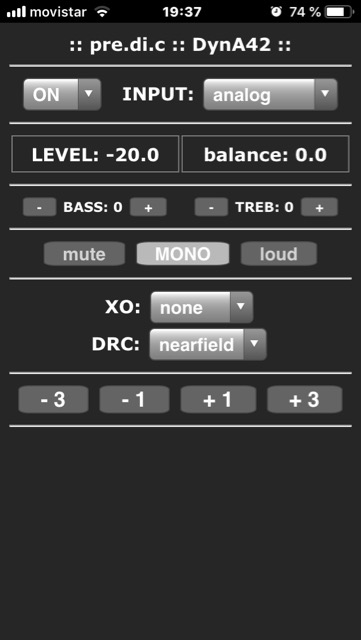 movistar 19:37 74 %
:: pre.di.c :: DynA42 ::
ON INPUT: analog
LEVEL: -20.0 balance: 0.0
- BASS: 0 + - TREB: 0 +
mute MONO loud
XO: none
DRC: nearfield
- 3 - 1 + 1 + 3